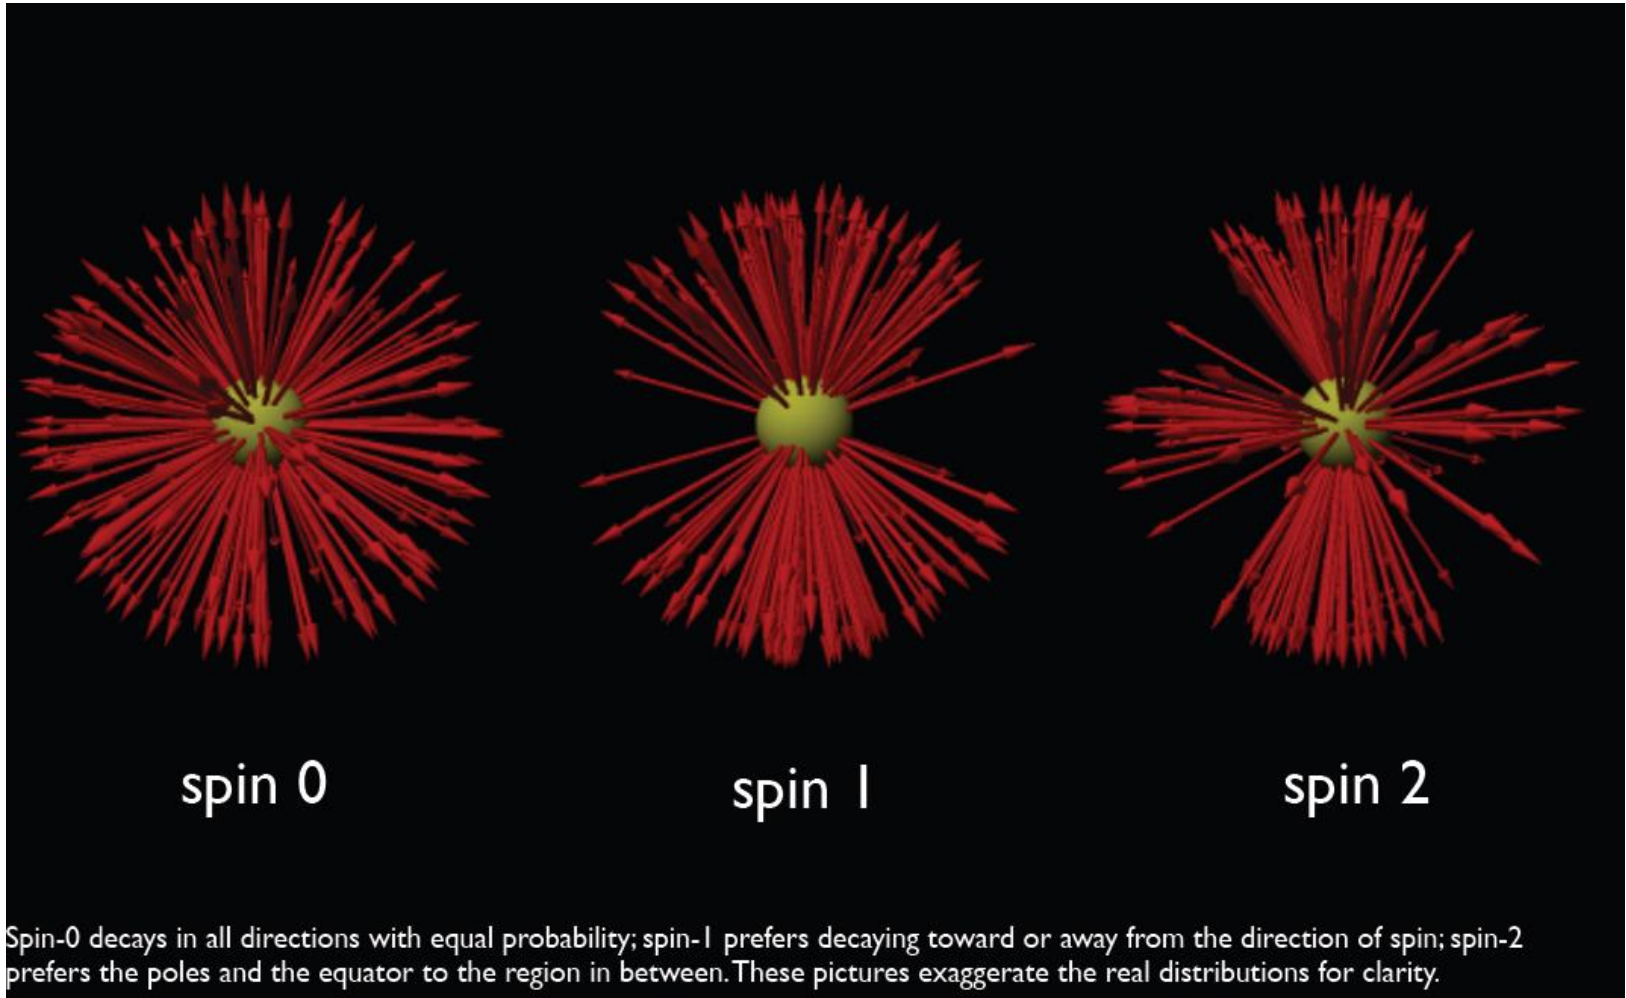 spin 0
spin 1
spin 2
Spin-0 decays in all directions with equal probability; spin-1 prefers decaying toward or away from the direction of spin; spin-2
prefers the poles and the equator to the region in between. These pictures exaggerate the real distributions for clarity.